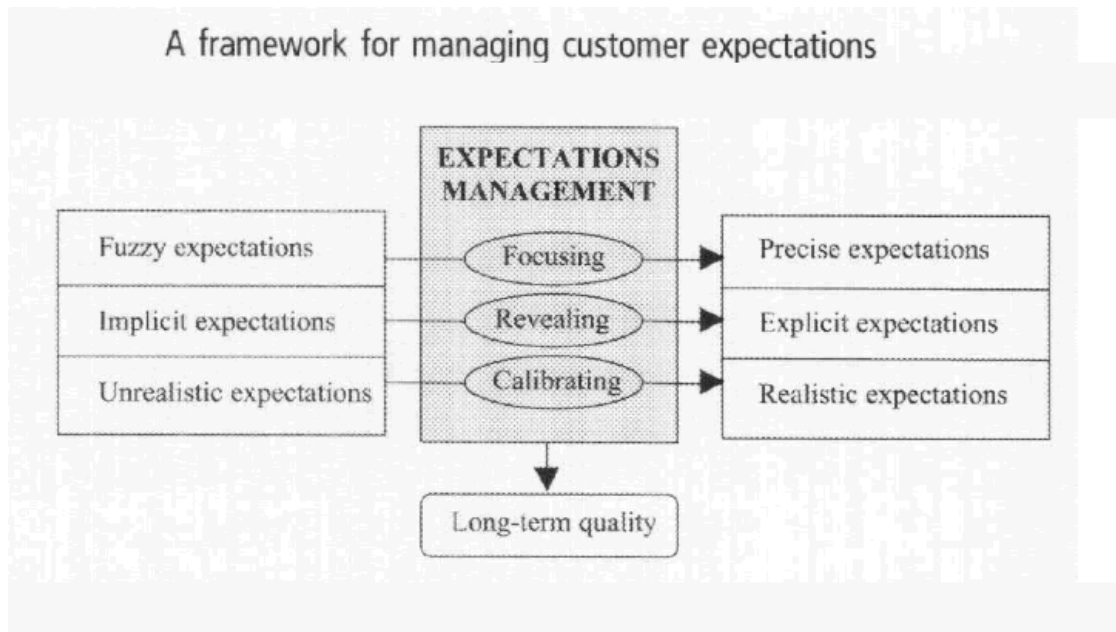 A framework for managing customer expectations
EXPECTATIONS
MANAGEMENT
Fuzzy expectations
Focusing
Precise expectations
Implicit expectations
Revealing
Explicit expectations
Unrealistic expectations
Calibrating
Realistic expectations
Long-term quality